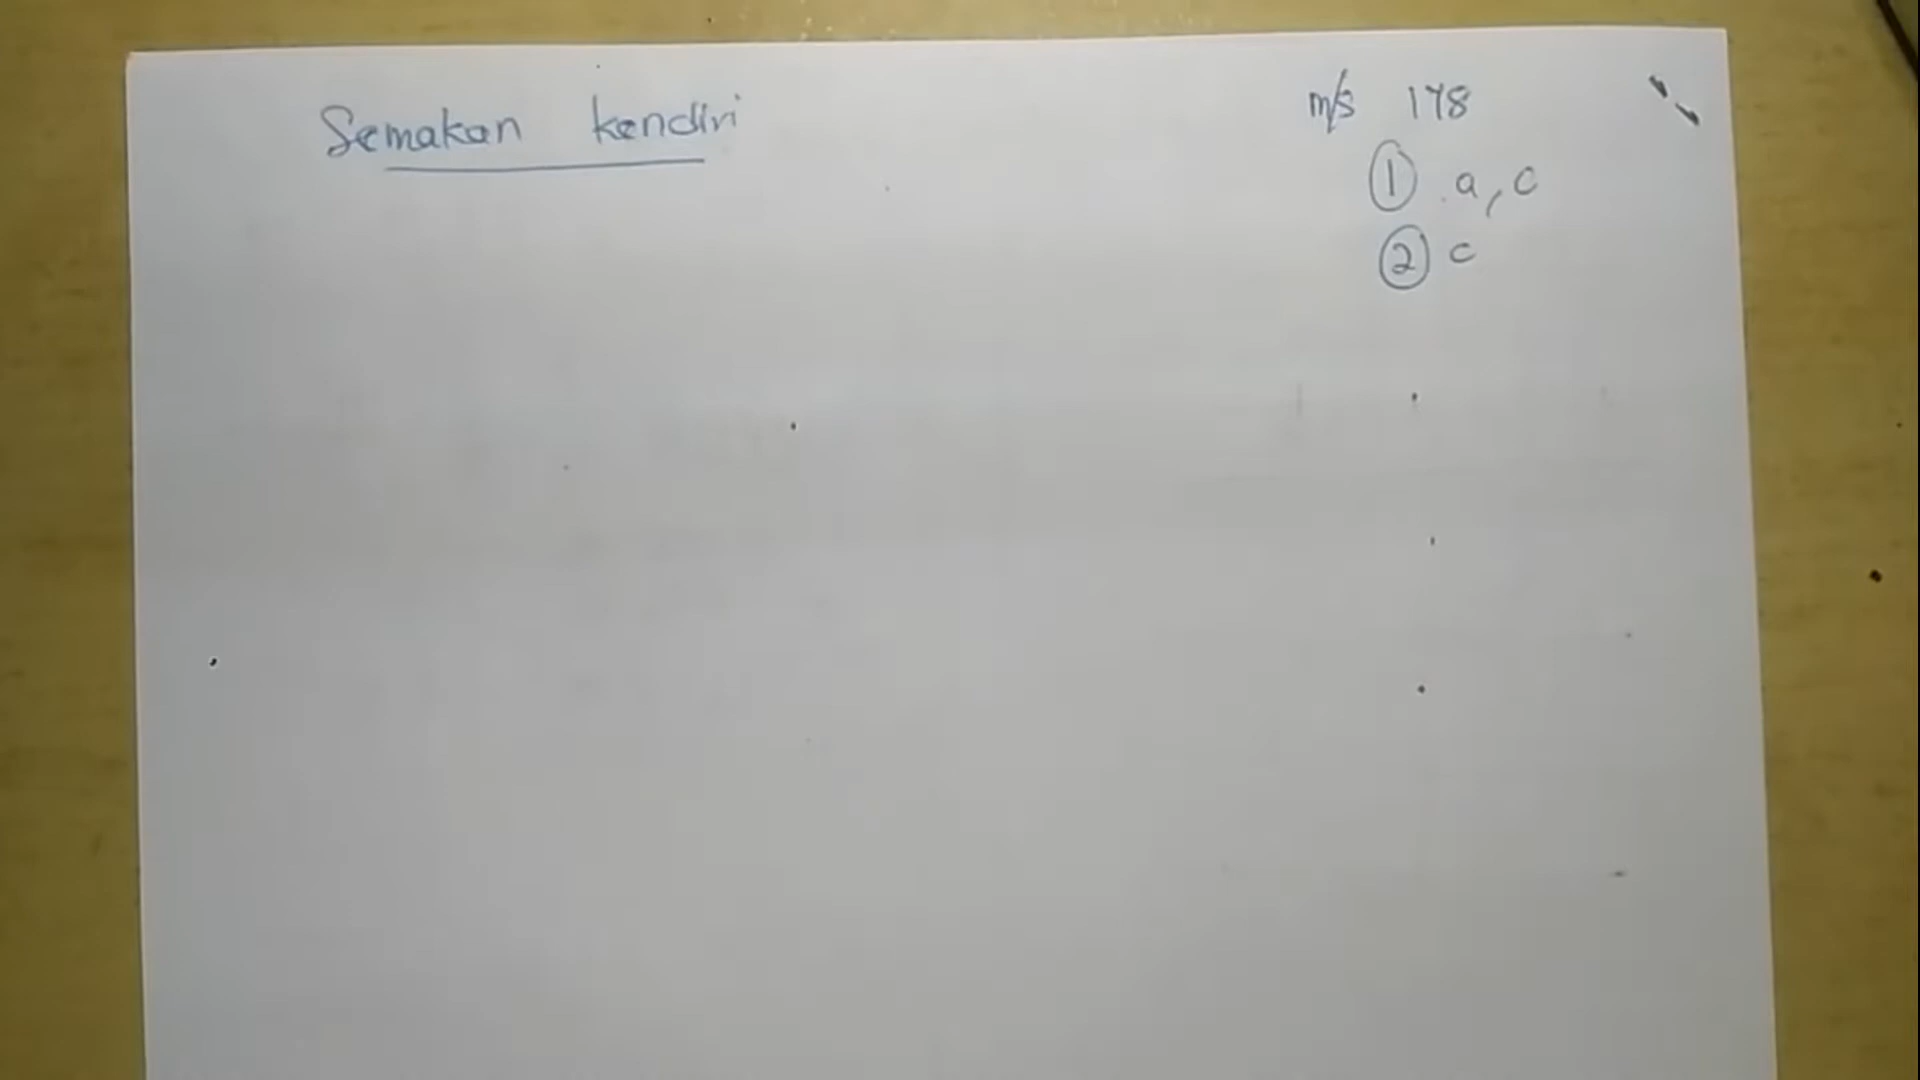 Semakan kendiri
m/s 178
① a, c
② c